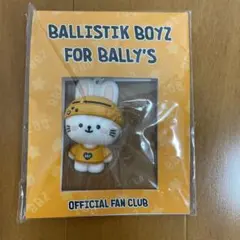 BALLISTIK BOYZ
FOR BALLY'S
OFFICIAL FAN CLUB